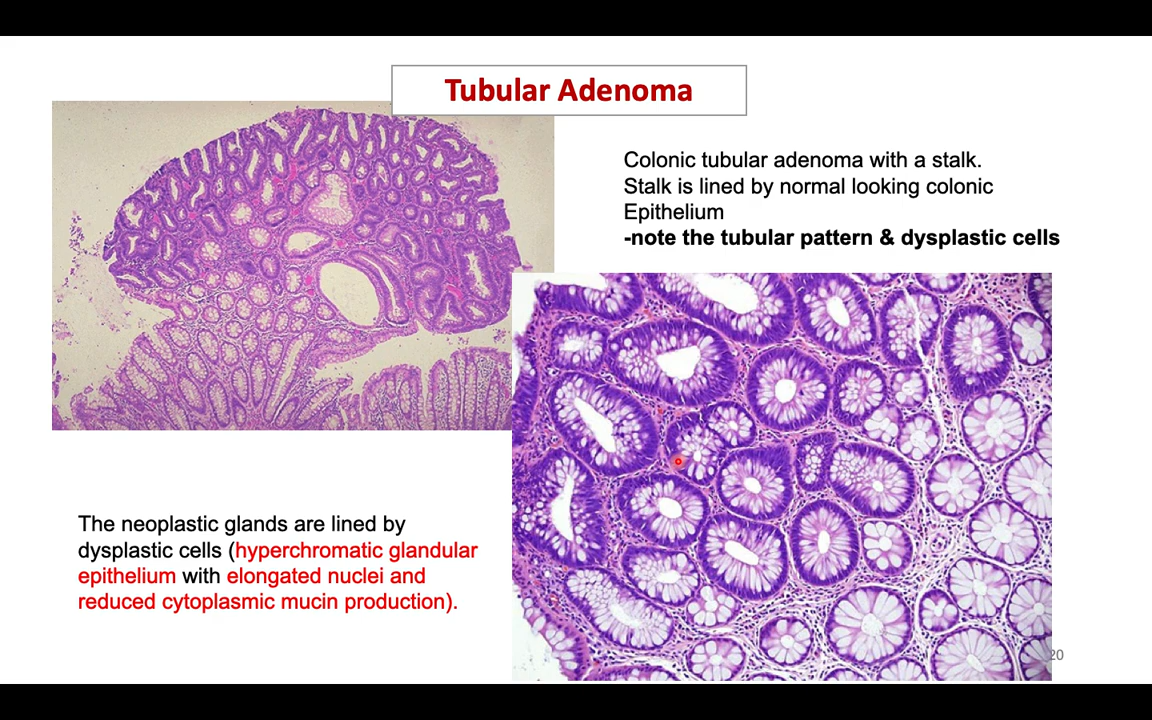 Tubular Adenoma
Colonic tubular adenoma with a stalk.
Stalk is lined by normal looking colonic
Epithelium
-note the tubular pattern & dysplastic cells
The neoplastic glands are lined by
dysplastic cells (hyperchromatic glandular
epithelium with elongated nuclei and
reduced cytoplasmic mucin production).
20